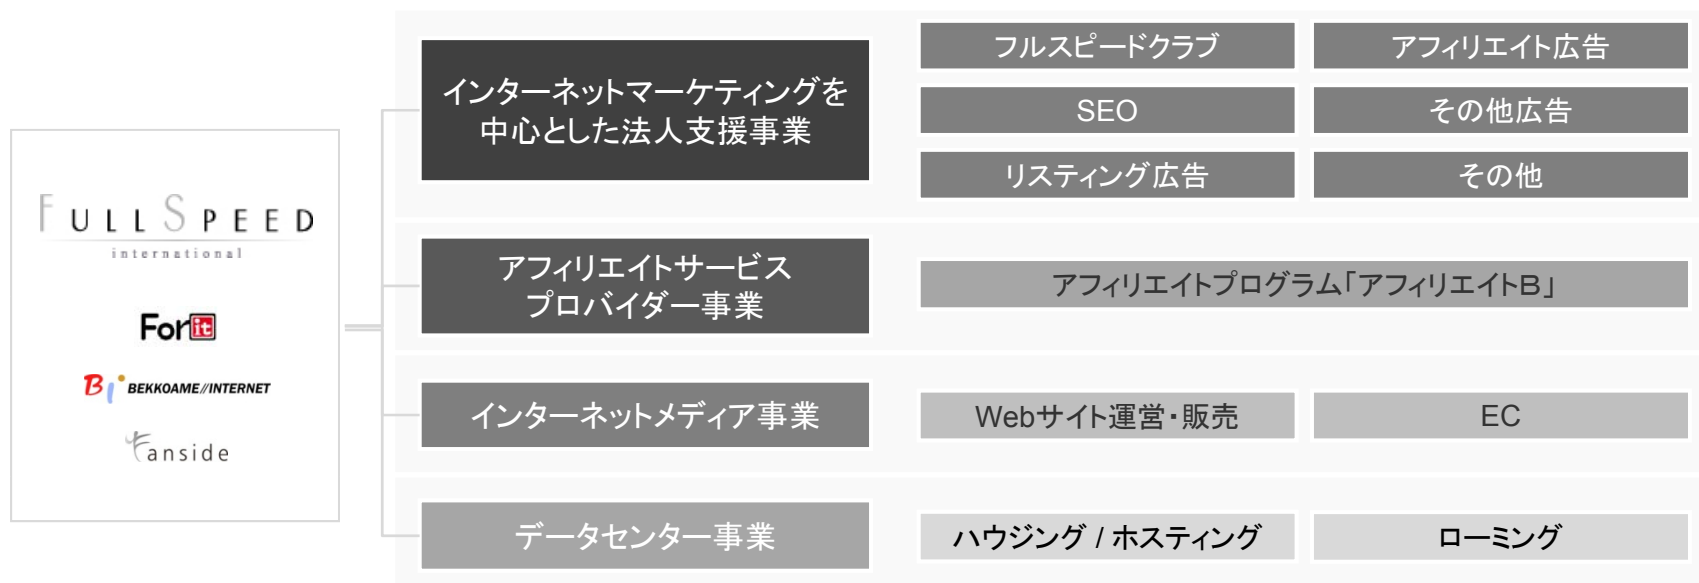 FULLSPEED
international
Forit
Bi BEKKOAME//INTERNET
Fanside
インターネットマーケティングを
中心とした法人支援事業
フルスピードクラブ
アフィリエイト広告
SEO
その他広告
リスティング広告
その他
アフィリエイトサービス
プロバイダー事業
アフィリエイトプログラム「アフィリエイトB」
インターネットメディア事業
Webサイト運営・販売
EC
データセンター事業
ハウジング / ホスティング
ローミング